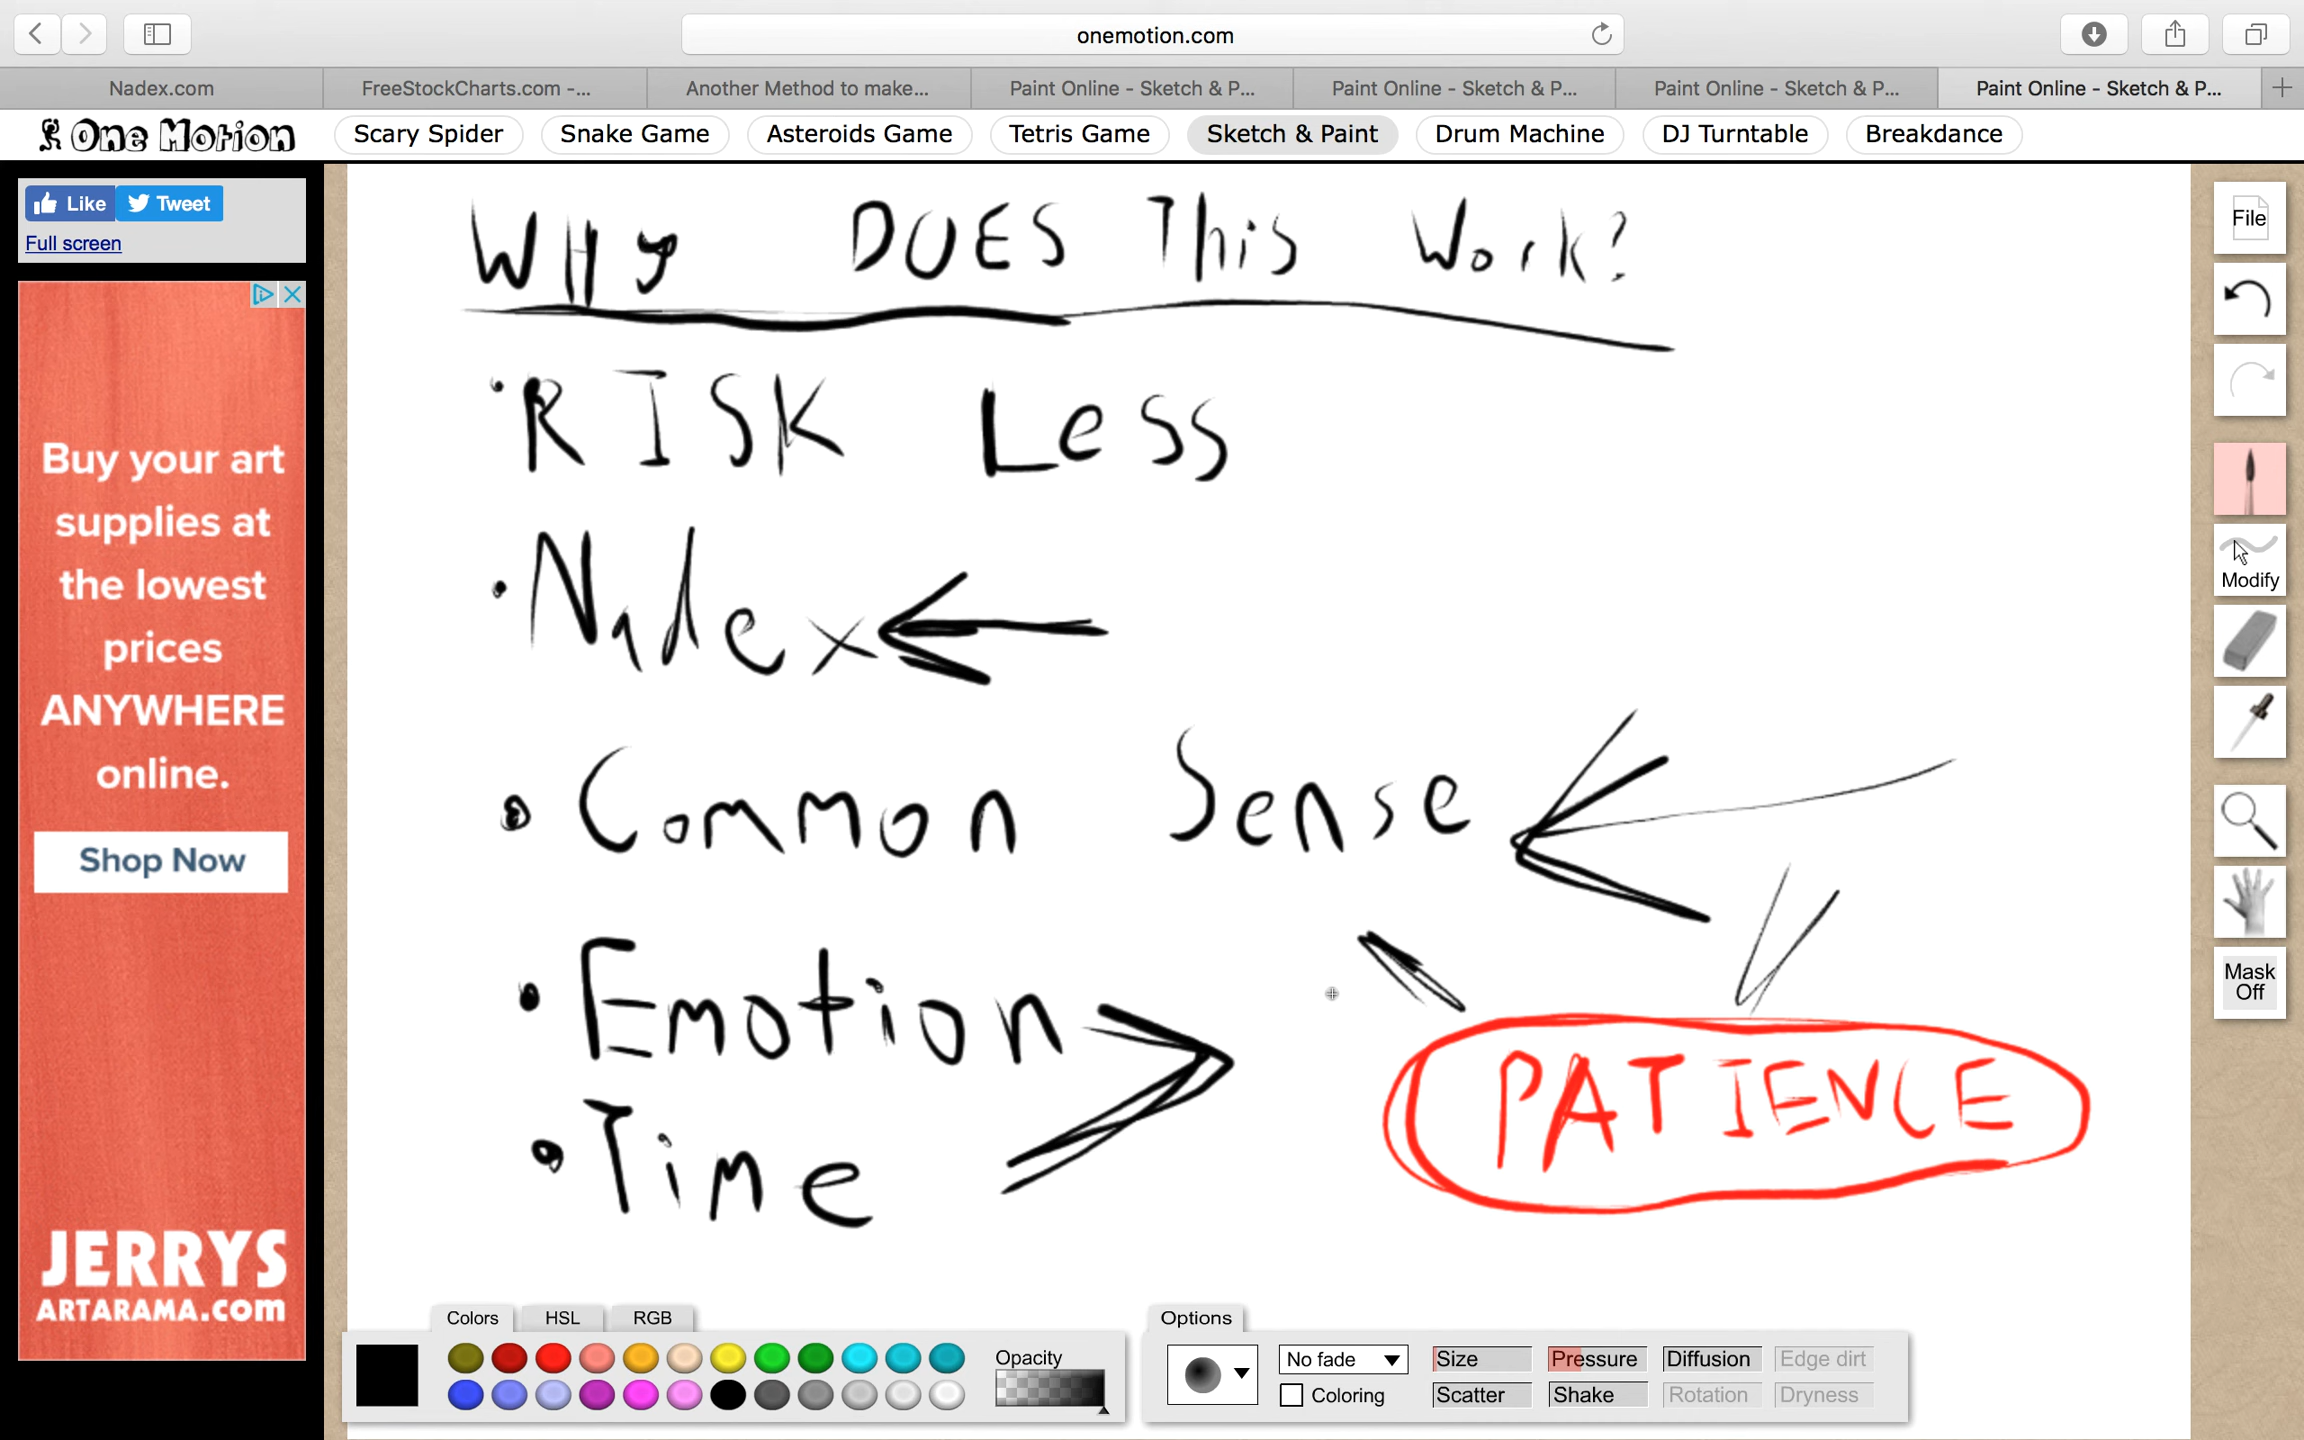 onemotion.com
Nadex.com
FreeStockCharts.com -...
Another Method to make...
Paint Online - Sketch & P...
Paint Online - Sketch & P...
Paint Online - Sketch & P...
Paint Online - Sketch & P...
One Motion
Scary Spider
Snake Game
Asteroids Game
Tetris Game
Sketch & Paint
Drum Machine
DJ Turntable
Breakdance
Like
Tweet
Full screen
Buy your art
supplies at
the lowest
prices
ANYWHERE
online.
Shop Now
JERRYS
ARTARAMA.com
WHy DOES This Work?
• RISK Less
• Nadex
• Common Sense
• Emotion
• Time
PATIENCE
File
Modify
Mask
Off
Colors
HSL
RGB
Opacity
Options
No fade
Coloring
Size
Pressure
Diffusion
Edge dirt
Scatter
Shake
Rotation
Dryness